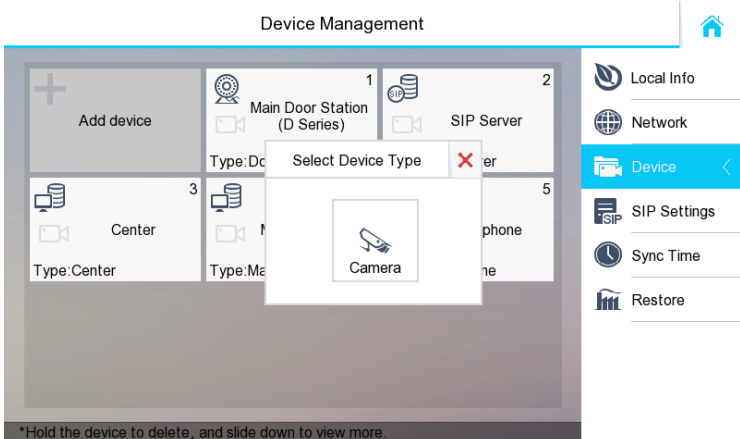 Device Management
Add device
1
Main Door Station
(D Series)
2
SIP
SIP Server
Type:Do
er
Select Device Type
Camera
3
Center
Type:Center
Type:Ma
5
phone
ne
Local Info
Network
Device
SIP
SIP Settings
Sync Time
Restore
*Hold the device to delete, and slide down to view more.